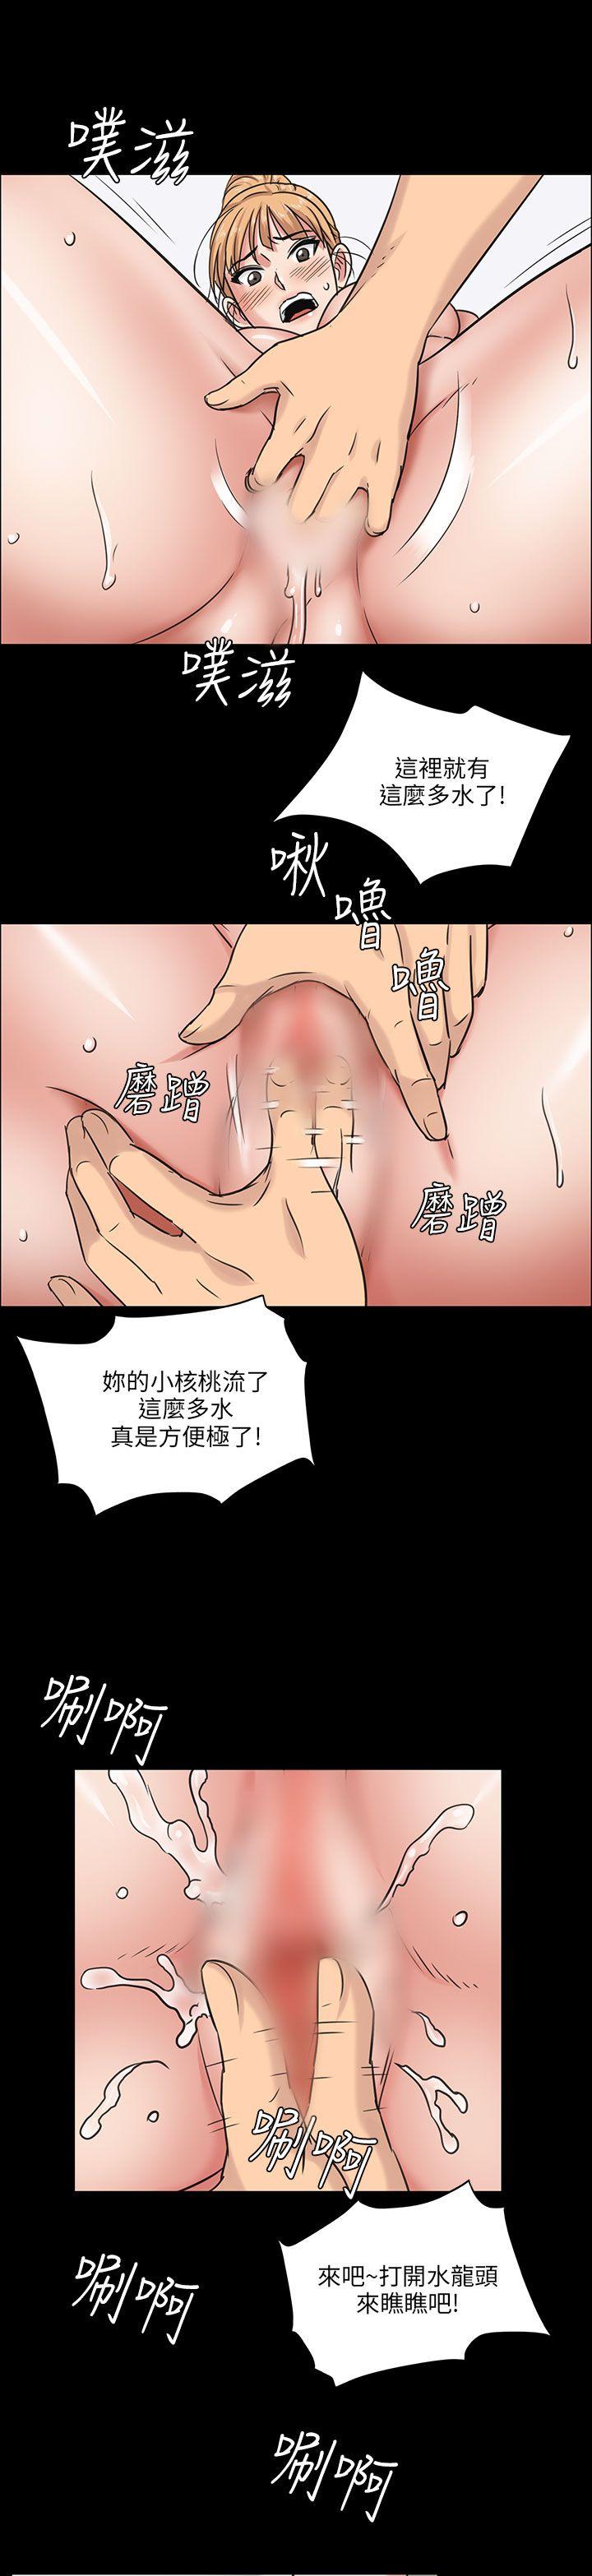 噗滋
噗滋
這裡就有
這麼多水了!
啾
嚕
嚕
磨蹭
磨蹭
妳的小核桃流了
這麼多水
真是方便極了!
唰啊
唰啊
唰啊
來吧~打開水龍頭
來瞧瞧吧!
唰啊